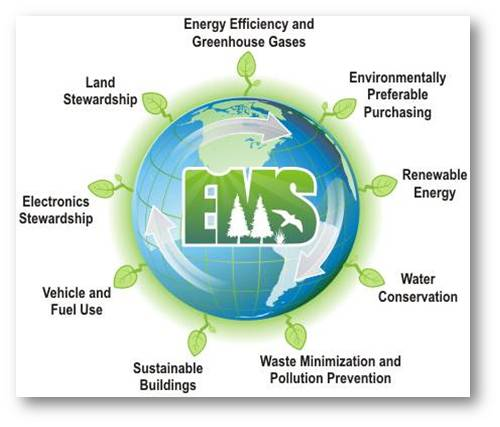 Energy Efficiency and
Greenhouse Gases
Environmentally
Preferable
Purchasing
Renewable
Energy
Water
Conservation
Waste Minimization and
Pollution Prevention
Sustainable
Buildings
Vehicle and
Fuel Use
Electronics
Stewardship
Land
Stewardship
EMS